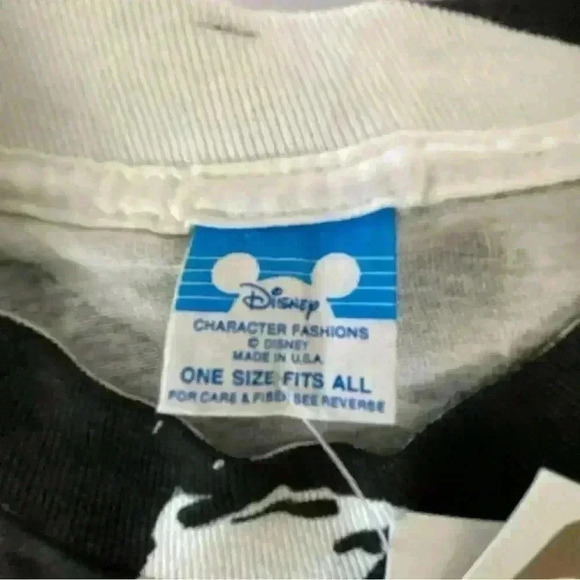 Disney
CHARACTER FASHIONS
© DISNEY
MADE IN U.S.A.
ONE SIZE FITS ALL
FOR CARE & FIBER SEE REVERSE